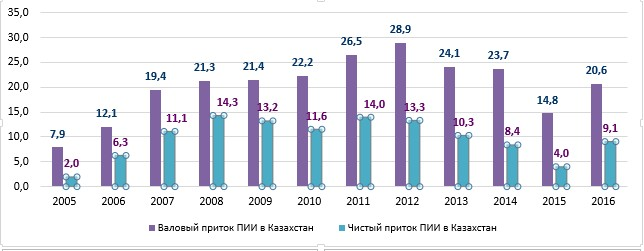 35,0
30,0
25,0
20,0
15,0
10,0
5,0
0,0
7,9 12,1 19,4 21,3 21,4 22,2 26,5 28,9 24,1 23,7 14,8 20,6
2,0 6,3 11,1 14,3 13,2 11,6 14,0 13,3 10,3 8,4 4,0 9,1
2005 2006 2007 2008 2009 2010 2011 2012 2013 2014 2015 2016
Валовый приток ПИИ в Казахстан Чистый приток ПИИ в Казахстан